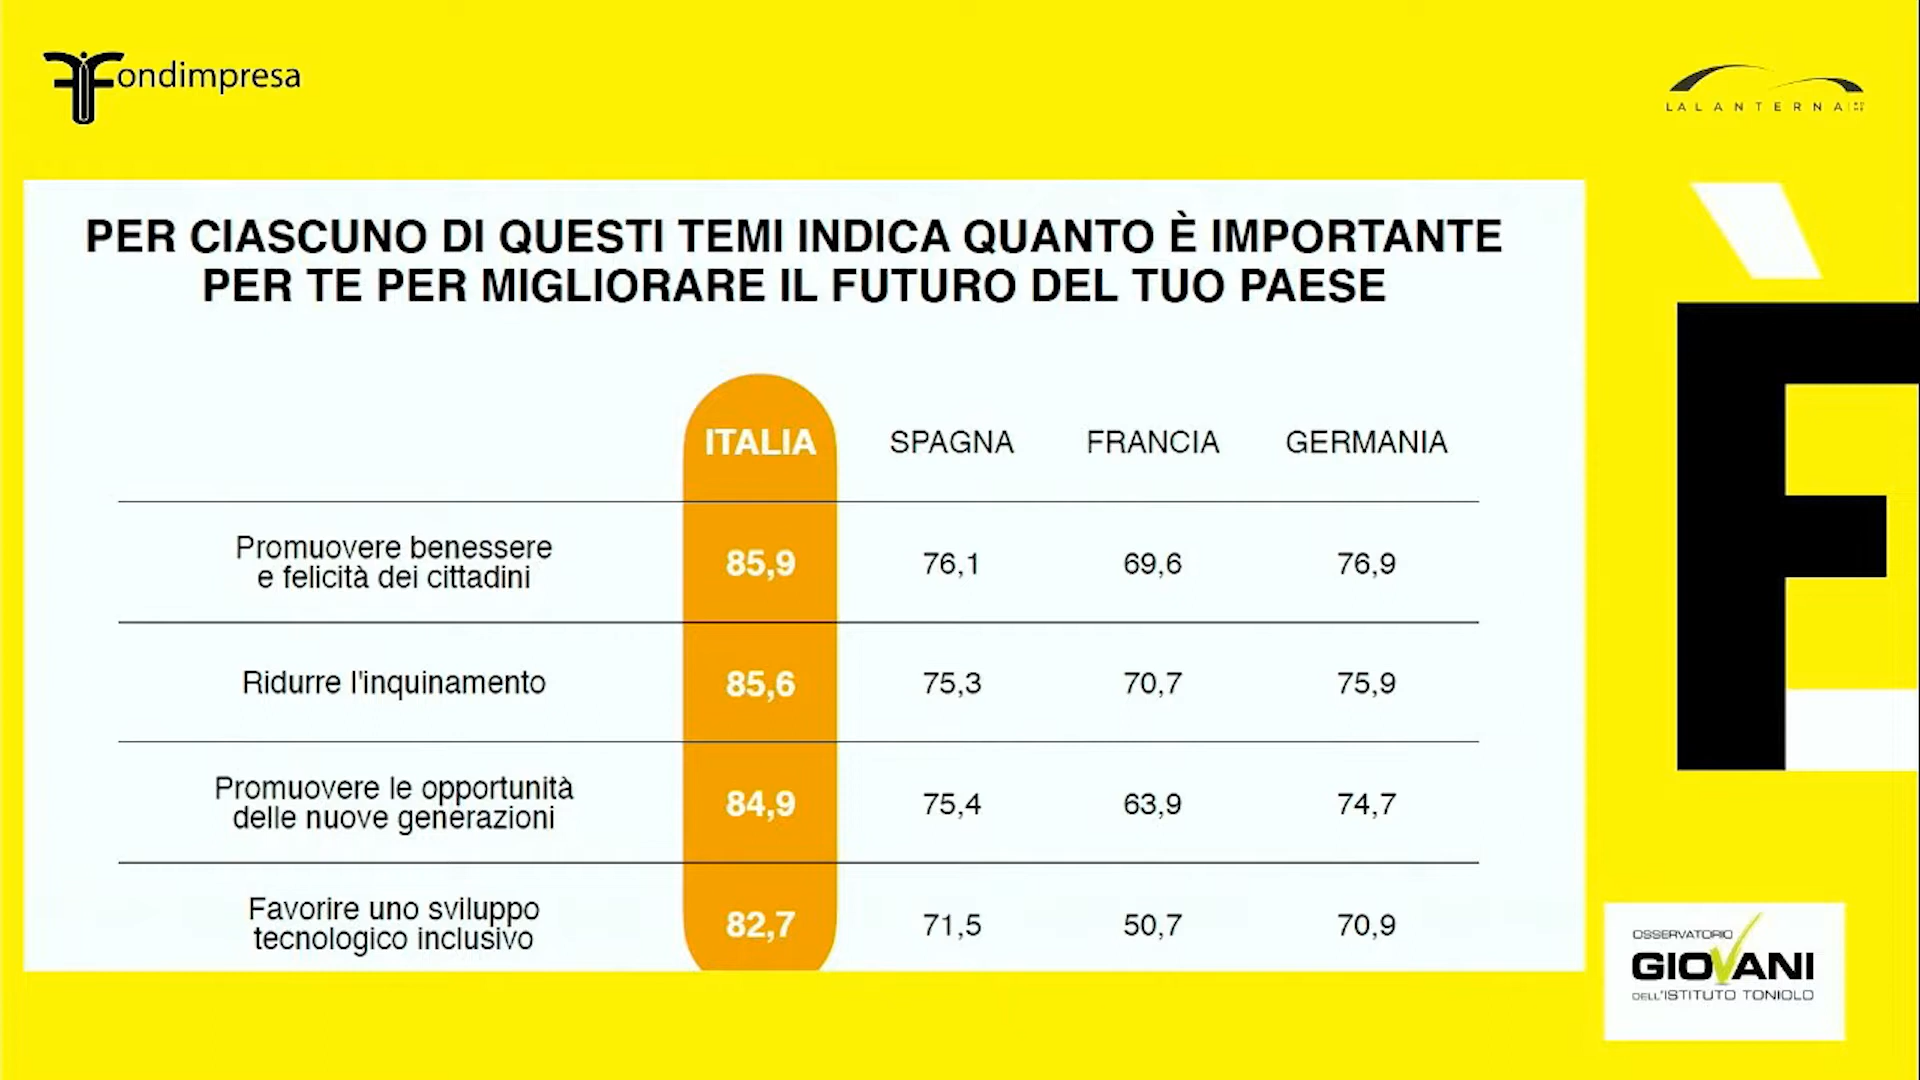 Fondimpresa
LALANTERNA
PER CIASCUNO DI QUESTI TEMI INDICA QUANTO È IMPORTANTE
PER TE PER MIGLIORARE IL FUTURO DEL TUO PAESE
ITALIA SPAGNA FRANCIA GERMANIA
Promuovere benessere
e felicità dei cittadini
85,9 76,1 69,6 76,9
Ridurre l'inquinamento 85,6 75,3 70,7 75,9
Promuovere le opportunità
delle nuove generazioni
84,9 75,4 63,9 74,7
Favorire uno sviluppo
tecnologico inclusivo
82,7 71,5 50,7 70,9
È
OSSERVATORIO
GIOVANI
DELL'ISTITUTO TONIOLO